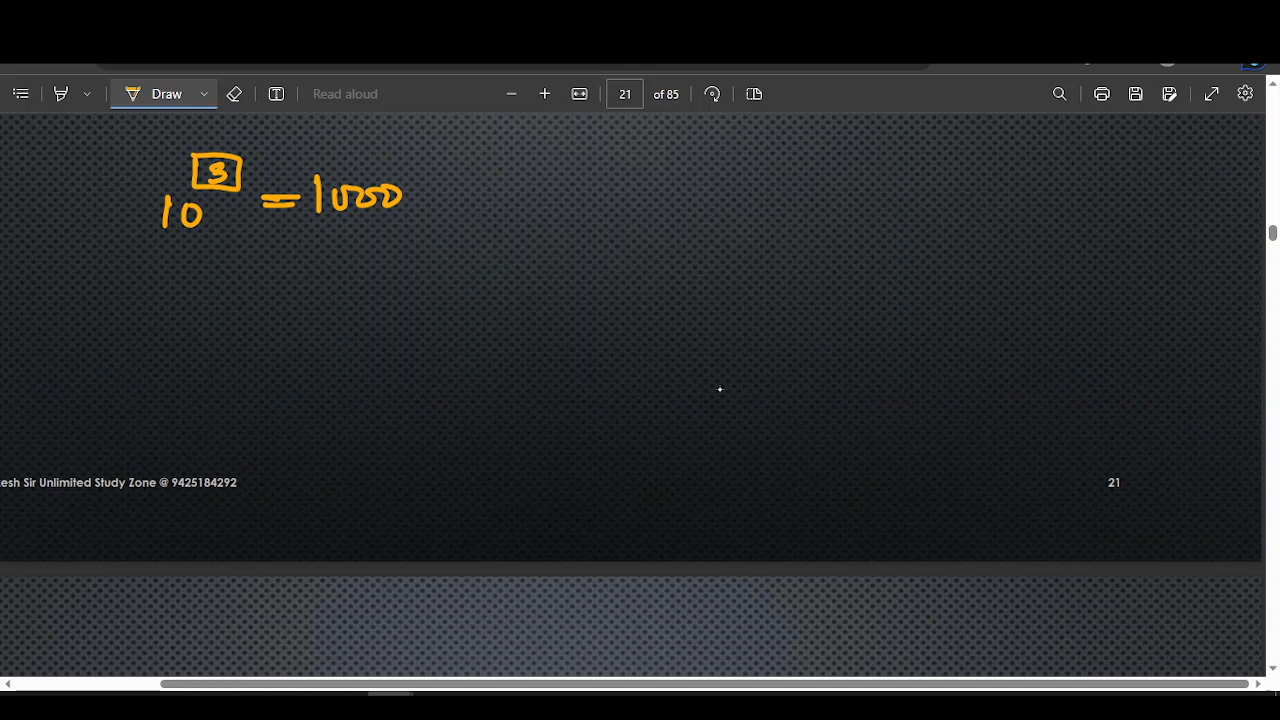 Draw
Read aloud
21 of 85
10^3 = 1000
esh Sir Unlimited Study Zone @ 9425184292
21